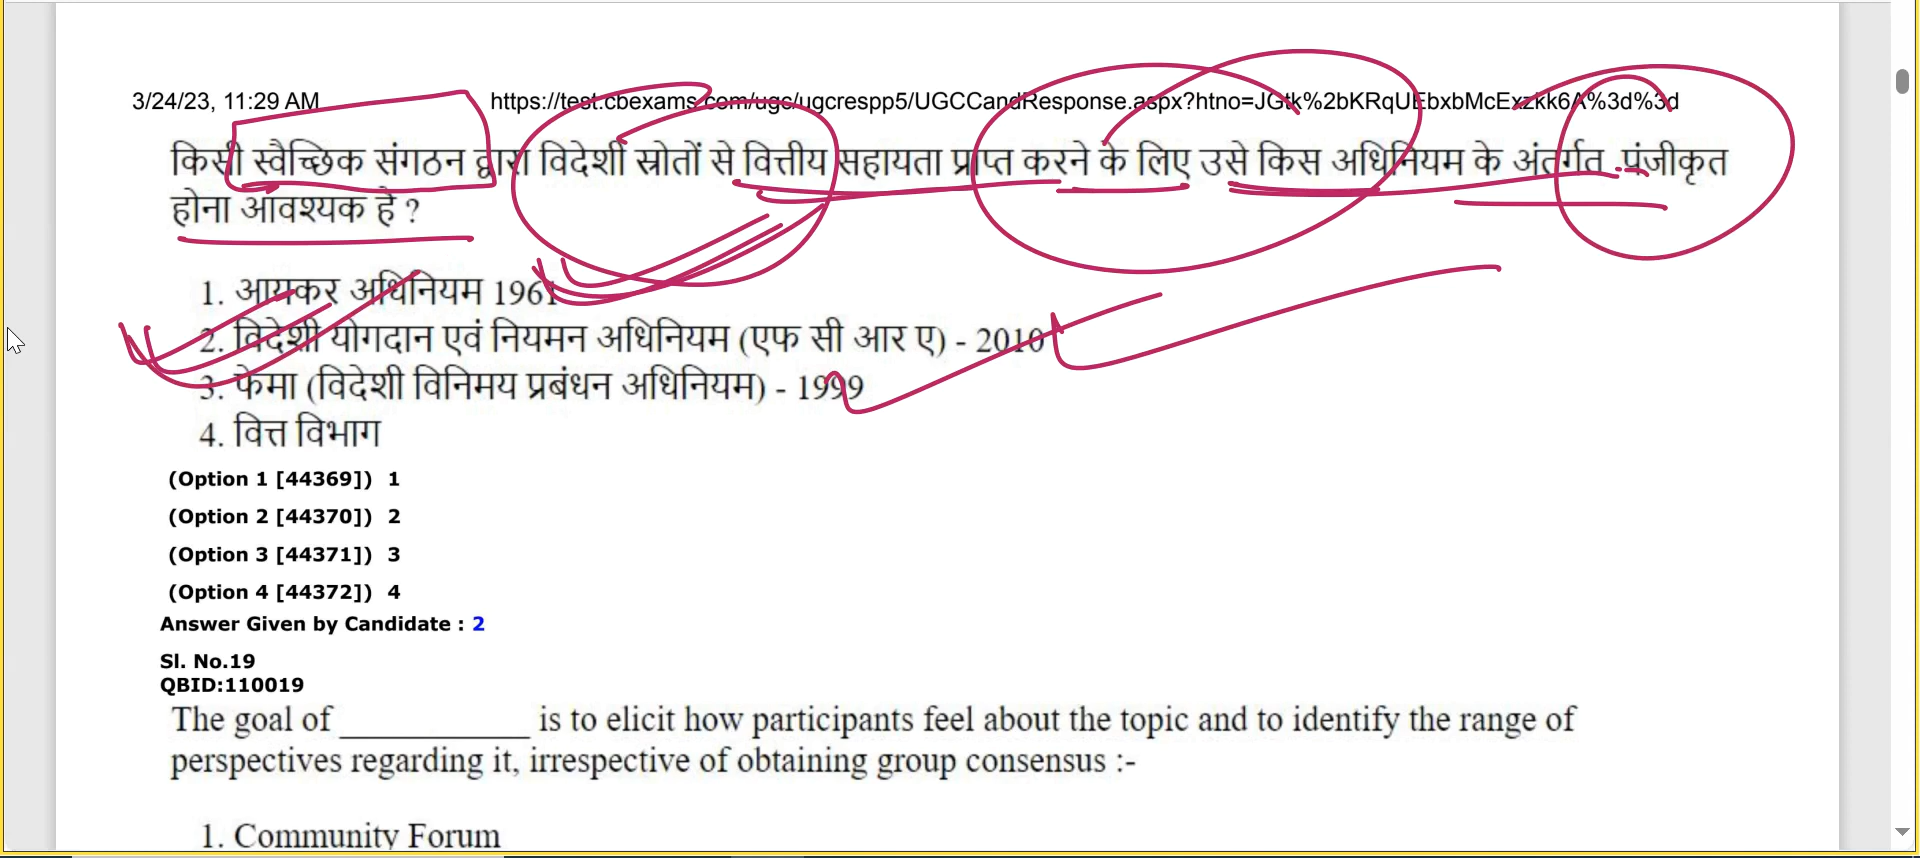 3/24/23, 11:29 AM https://test.cbexams.com/ugc/ugcrespp5/UGCCandResponse.aspx?htno=JGtk%2bKRqUEbxbMcExzkk6A%3d%3d
किसी स्वैच्छिक संगठन द्वारा विदेशी स्रोतों से वित्तीय सहायता प्राप्त करने के लिए उसे किस अधिनियम के अंतर्गत पंजीकृत
होना आवश्यक है ?
1. आयकर अधिनियम 1961
2. विदेशी योगदान एवं नियमन अधिनियम (एफ सी आर ए) - 2010
3. फेमा (विदेशी विनिमय प्रबंधन अधिनियम) - 1999
4. वित्त विभाग
(Option 1 [44369]) 1
(Option 2 [44370]) 2
(Option 3 [44371]) 3
(Option 4 [44372]) 4
Answer Given by Candidate : 2
Sl. No.19
QBID:110019
The goal of ___________ is to elicit how participants feel about the topic and to identify the range of
perspectives regarding it, irrespective of obtaining group consensus :-
1. Community Forum